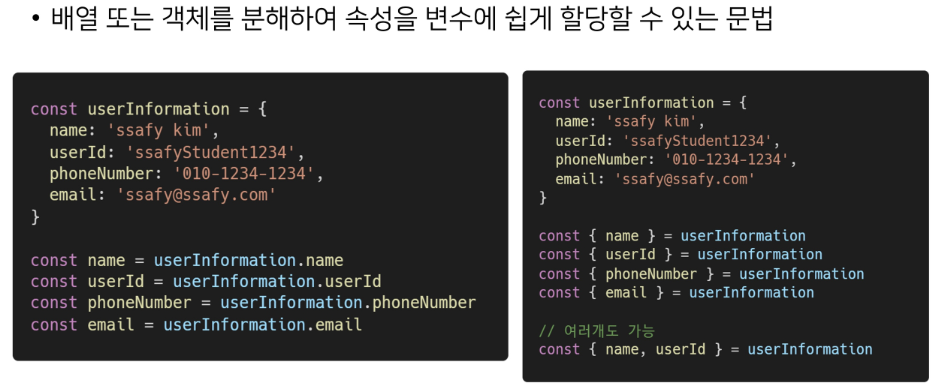 • 배열 또는 객체를 분해하여 속성을 변수에 쉽게 할당할 수 있는 문법
const userInformation = {
  name: 'ssafy kim',
  userId: 'ssafyStudent1234',
  phoneNumber: '010-1234-1234',
  email: 'ssafy@ssafy.com'
}
const name = userInformation.name
const userId = userInformation.userId
const phoneNumber = userInformation.phoneNumber
const email = userInformation.email
const userInformation = {
  name: 'ssafy kim',
  userId: 'ssafyStudent1234',
  phoneNumber: '010-1234-1234',
  email: 'ssafy@ssafy.com'
}
const { name } = userInformation
const { userId } = userInformation
const { phoneNumber } = userInformation
const { email } = userInformation
// 여러개도 가능
const { name, userId } = userInformation